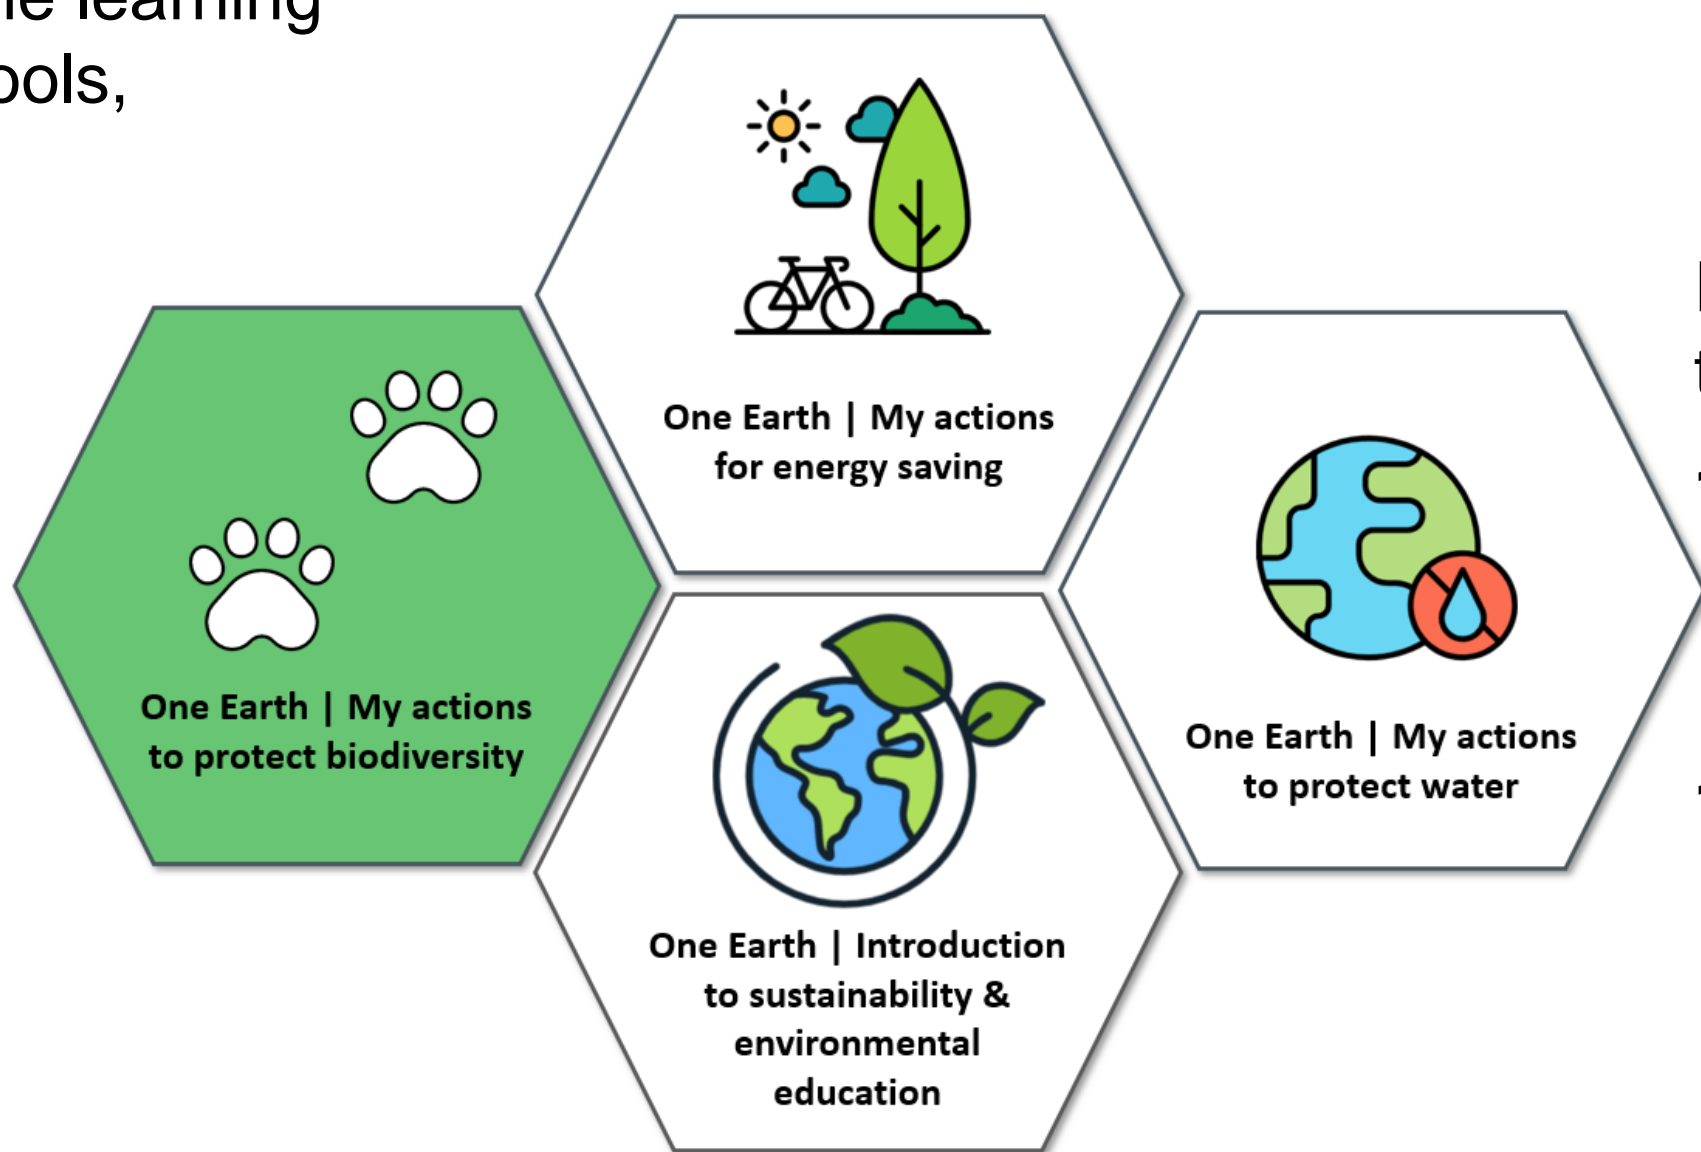 learning
One Earth | My actions
for energy saving
One Earth | My actions
to protect biodiversity
One Earth | My actions
to protect water
One Earth | Introduction
to sustainability &
environmental
education